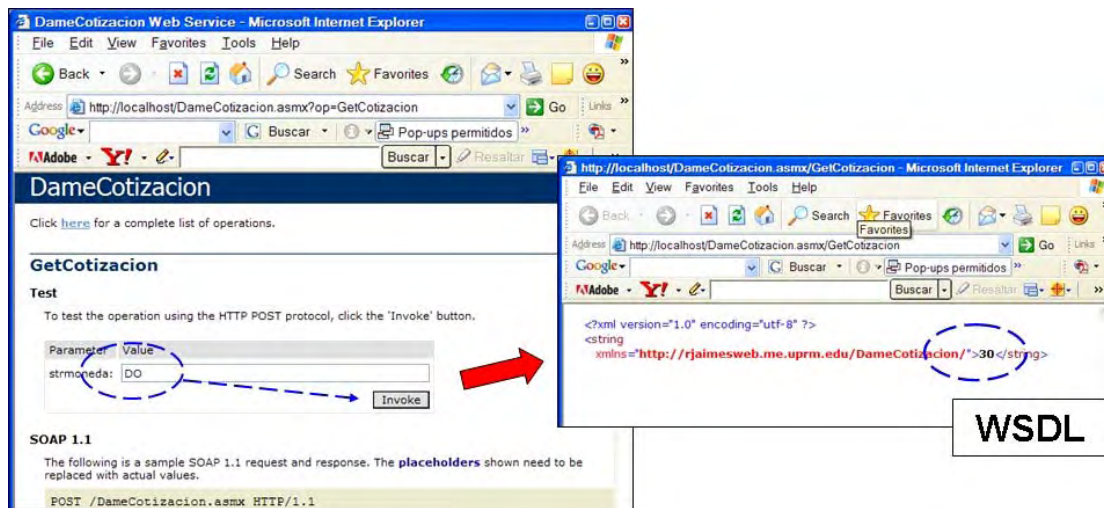 DameCotizacion Web Service - Microsoft Internet Explorer
File Edit View Favorites Tools Help
Back Search Favorites »
Address http://localhost/DameCotizacion.asmx?op=GetCotizacion Go Links »
Google Buscar Pop-ups permitidos »
Adobe Y! Buscar Resaltar
DameCotizacion
Click here for a complete list of operations.
GetCotizacion
Test
To test the operation using the HTTP POST protocol, click the 'Invoke' button.
Parameter Value
strmoneda: DO
Invoke
SOAP 1.1
The following is a sample SOAP 1.1 request and response. The placeholders shown need to be
replaced with actual values.
POST /DameCotizacion.asmx HTTP/1.1
http://localhost/DameCotizacion.asmx/GetCotizacion - Microsoft Internet Explorer
File Edit View Favorites Tools Help
Back Search Favorites
Favorites
Address http://localhost/DameCotizacion.asmx/GetCotizacion Go Links »
Google Buscar Pop-ups permitidos »
Adobe Y! Buscar Resaltar »
<?xml version="1.0" encoding="utf-8" ?>
<string
xmlns="http://rjaimesweb.me.uprm.edu/DameCotizacion/">30</string>
WSDL